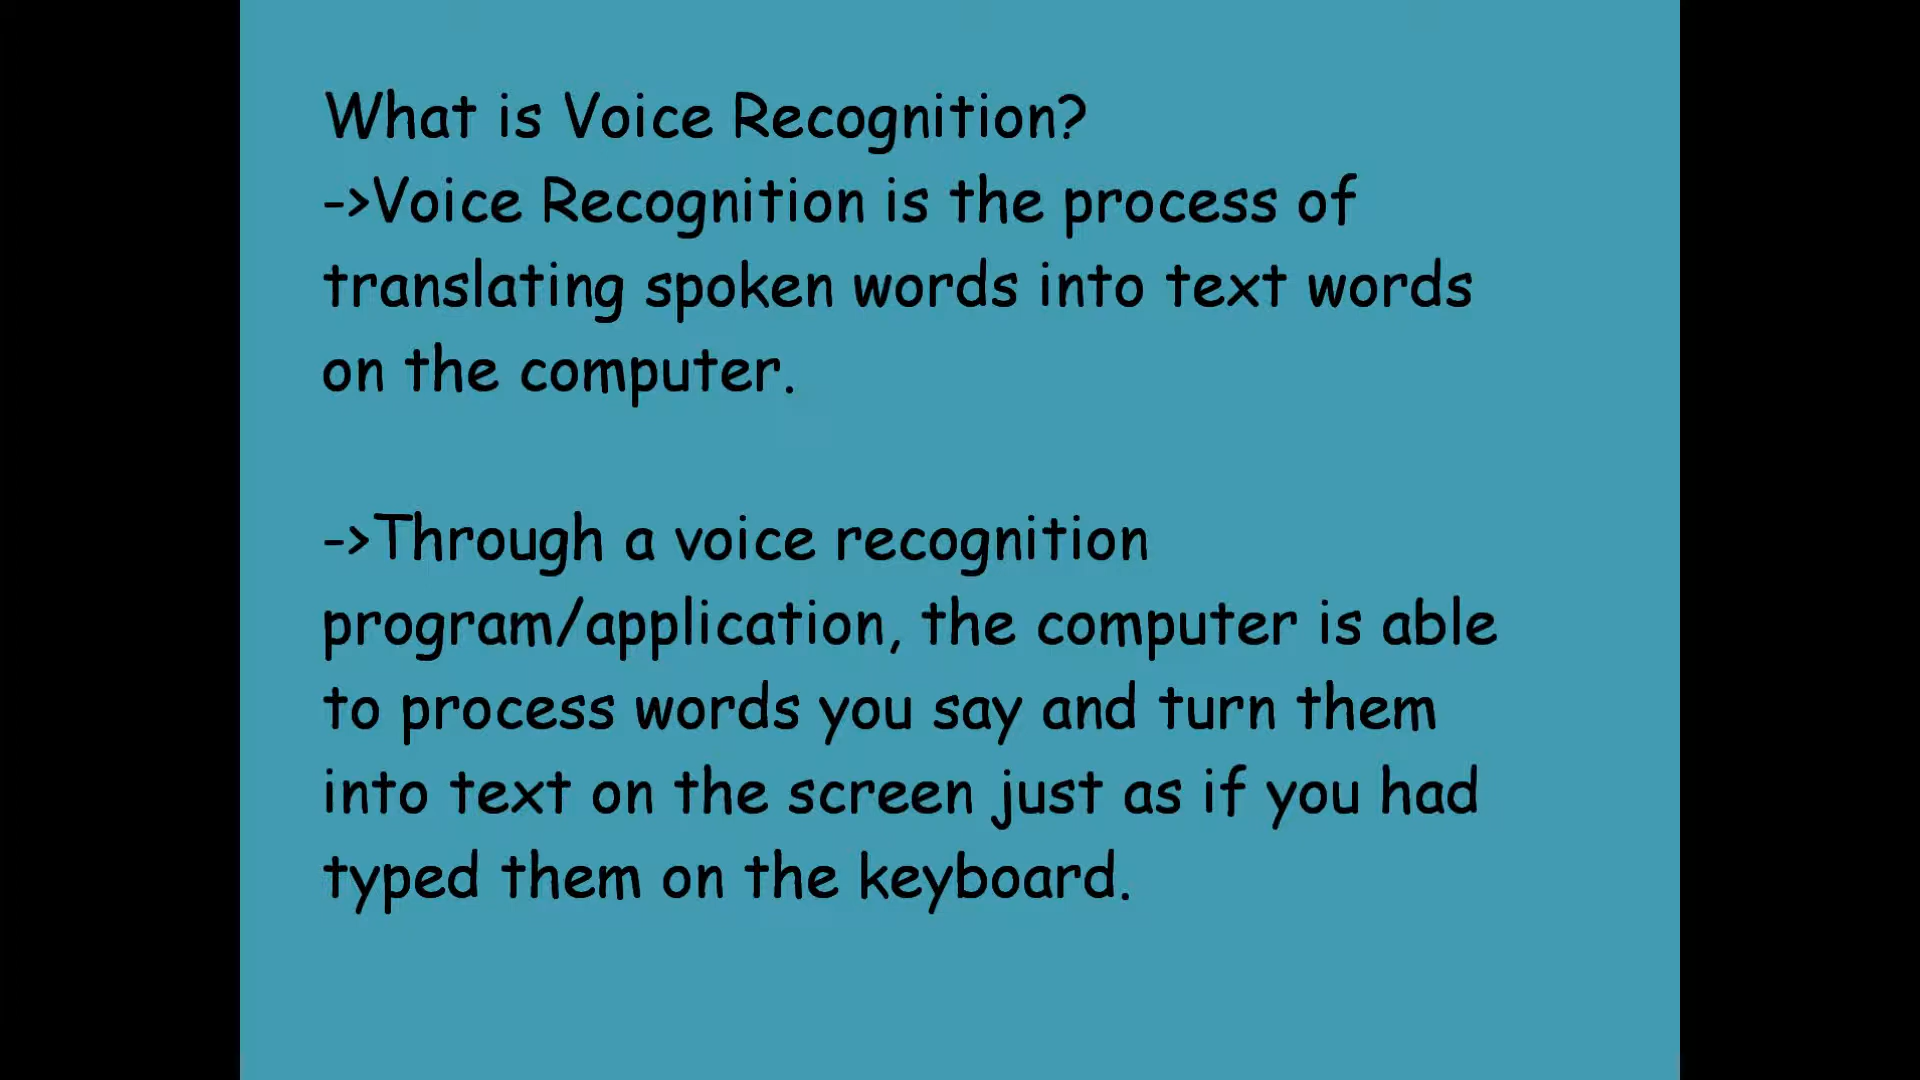 What is Voice Recognition?
->Voice Recognition is the process of
translating spoken words into text words
on the computer.
->Through a voice recognition
program/application, the computer is able
to process words you say and turn them
into text on the screen just as if you had
typed them on the keyboard.